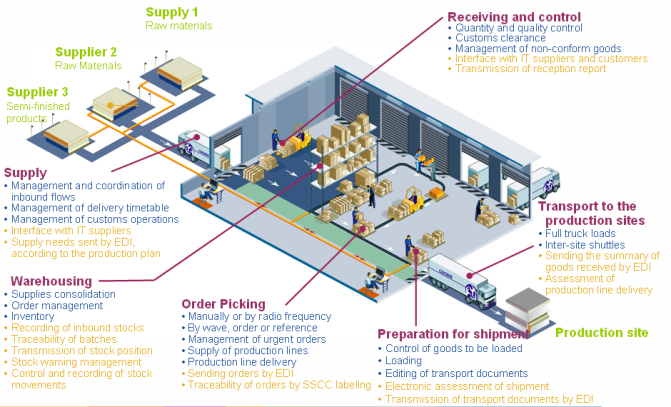 Supply 1
Raw materials
Supplier 2
Raw Materials
Supplier 3
Semi-finished
products
Receiving and control
• Quantity and quality control
• Customs clearance
• Management of non-conform goods
• Interface with IT suppliers and customers
• Transmission of reception report
Supply
• Management and coordination of
inbound flows
• Management of delivery timetable
• Management of customs operations
• Interface with IT suppliers
• Supply needs sent by EDI,
according to the production plan
Warehousing
• Supplies consolidation
• Order management
• Inventory
• Recording of inbound stocks
• Traceability of batches
• Transmission of stock position
• Stock warning management
• Control and recording of stock
movements
Order Picking
• Manually or by radio frequency
• By wave, order or reference
• Management of urgent orders
• Supply of production lines
• Production line delivery
• Sending orders by EDI
• Traceability of orders by SSCC labeling
Preparation for shipment
• Control of goods to be loaded
• Loading
• Editing of transport documents
• Electronic assessment of shipment
• Transmission of transport documents by EDI
Transport to the
production sites
• Full truck loads
• Inter-site shuttles
• Sending the summary of
goods received by EDI
• Assessment of
production line delivery
Production site